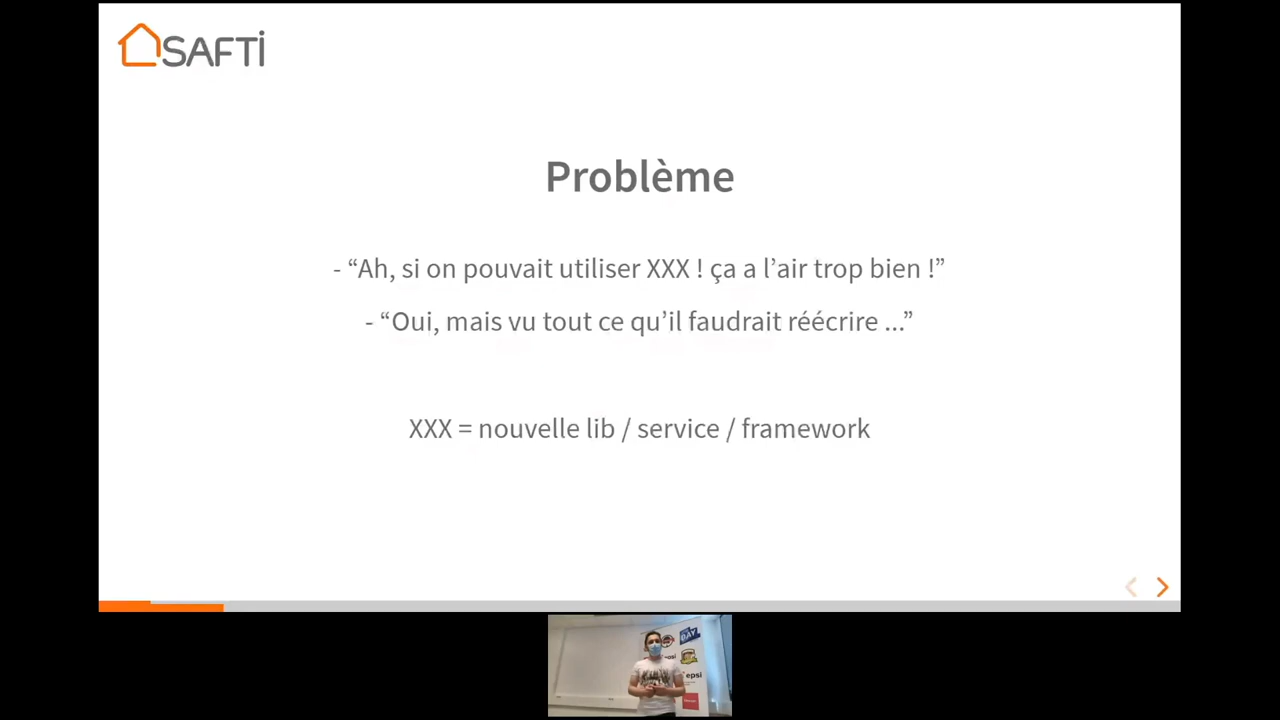 SAFTI
Problème
- “Ah, si on pouvait utiliser XXX ! ça a l’air trop bien !”
- “Oui, mais vu tout ce qu’il faudrait réécrire ...”
XXX = nouvelle lib / service / framework
epsi